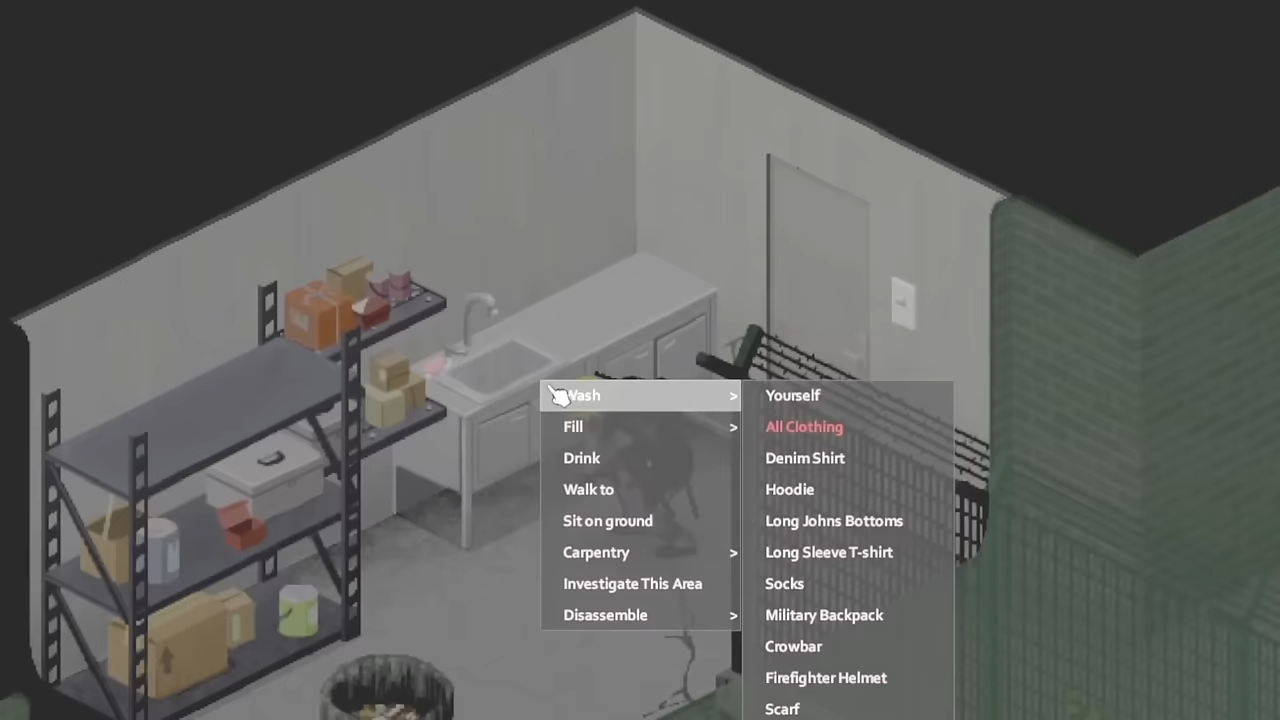 Wash >
Fill >
Drink
Walk to
Sit on ground
Carpentry >
Investigate This Area
Disassemble >
Yourself
All Clothing
Denim Shirt
Hoodie
Long Johns Bottoms
Long Sleeve T-shirt
Socks
Military Backpack
Crowbar
Firefighter Helmet
Scarf